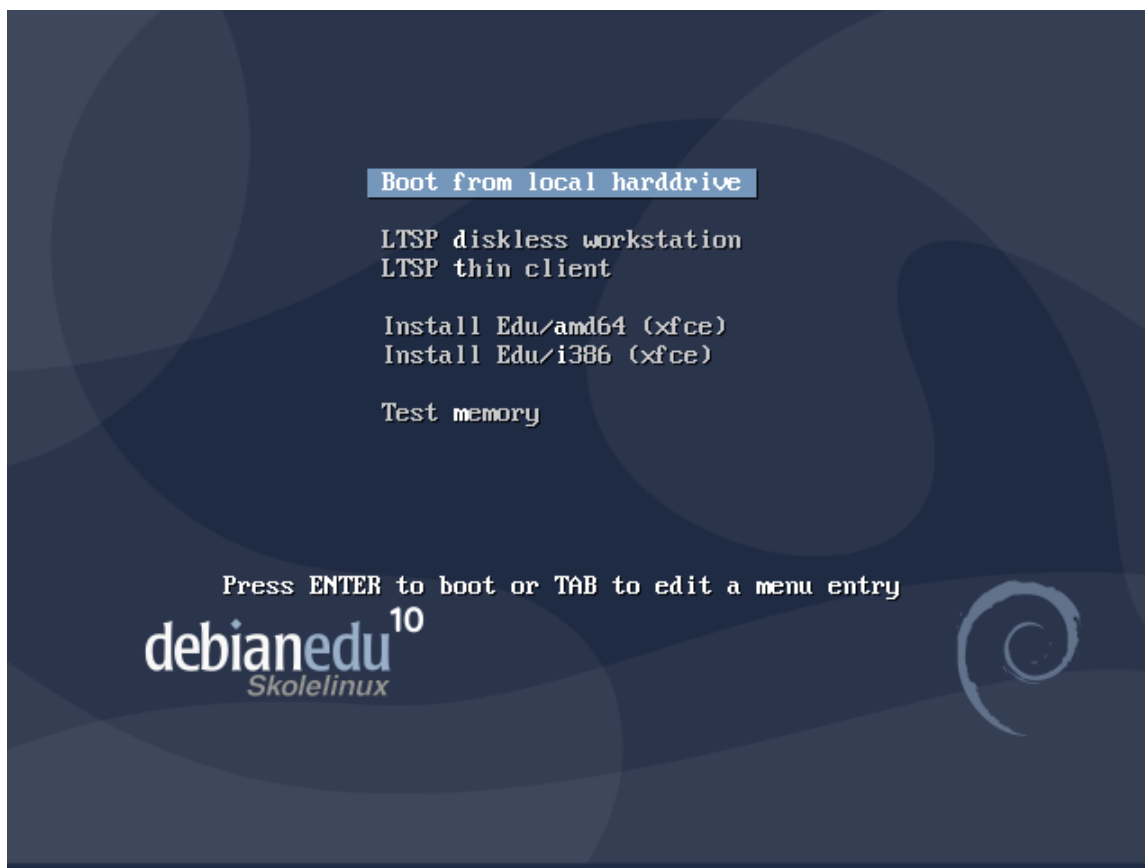 Boot from local harddrive
LTSP diskless workstation
LTSP thin client
Install Edu/amd64 (xfce)
Install Edu/i386 (xfce)
Test memory
Press ENTER to boot or TAB to edit a menu entry
debianedu 10
Skolelinux